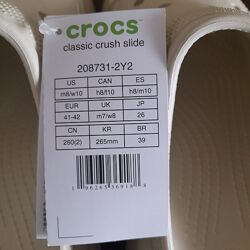 crocs™
classic crush slide
208731-2Y2
US CAN ES
m8/w10 h8/f10 h8/m10
EUR UK JP
41-42 m7/w8 26
CN KR BR
260(2) 265mm 39